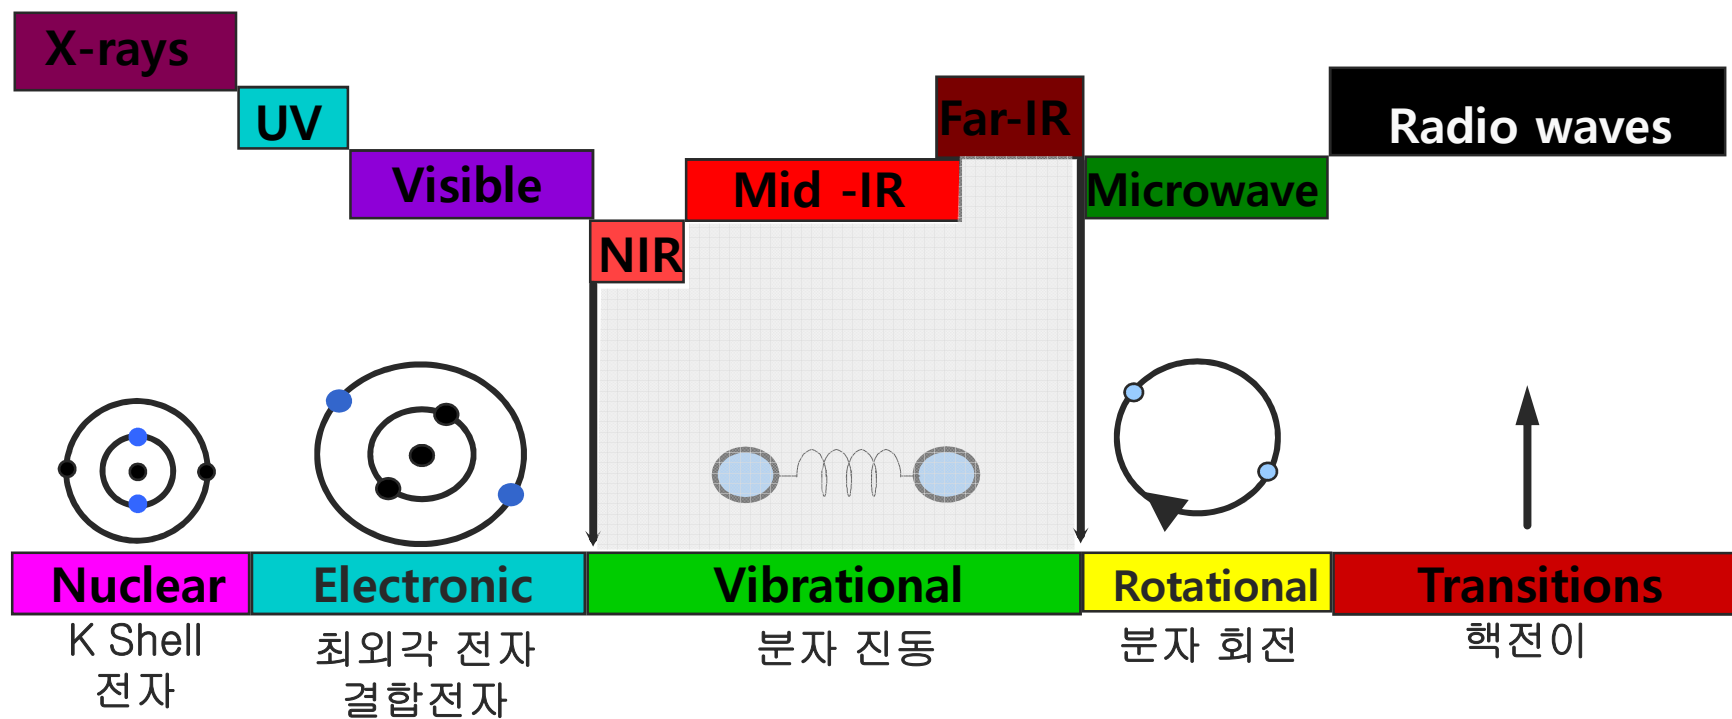 X-rays
UV
Visible
NIR
Mid -IR
Far-IR
Microwave
Radio waves
Nuclear
Electronic
Vibrational
Rotational
Transitions
K Shell
전자
최외각 전자
결합전자
분자 진동
분자 회전
핵전이